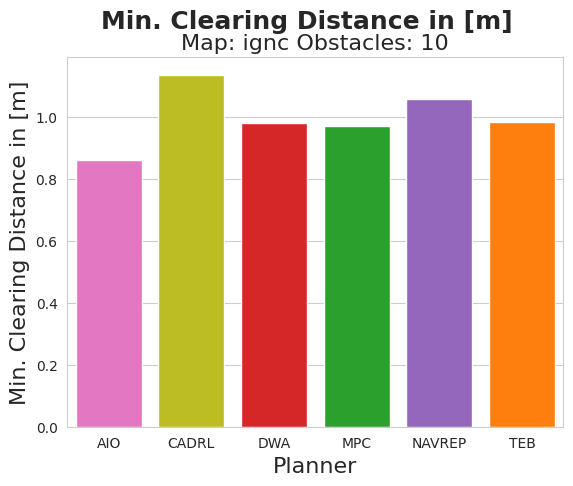 Min. Clearing Distance in [m]
Map: ignc Obstacles: 10
Min. Clearing Distance in [m]
1.0
0.8
0.6
0.4
0.2
0.0
AIO CADRL DWA MPC NAVREP TEB
Planner